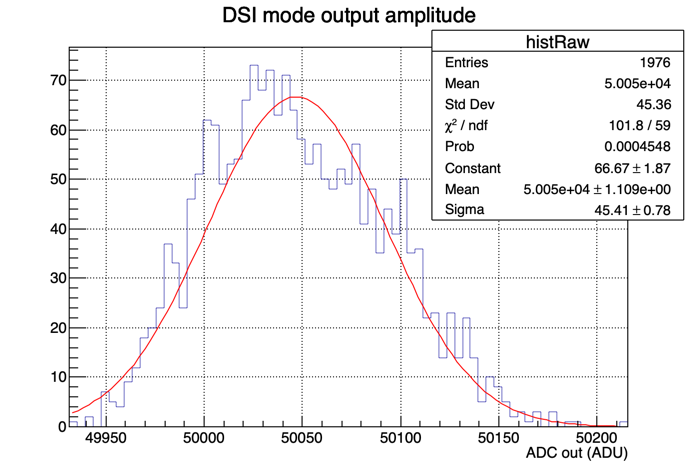 DSI mode output amplitude
histRaw
Entries 1976
Mean 5.005e+04
Std Dev 45.36
χ² / ndf 101.8 / 59
Prob 0.0004548
Constant 66.67 ± 1.87
Mean 5.005e+04 ± 1.109e+00
Sigma 45.41 ± 0.78
70
60
50
40
30
20
10
0
49950 50000 50050 50100 50150 50200
ADC out (ADU)